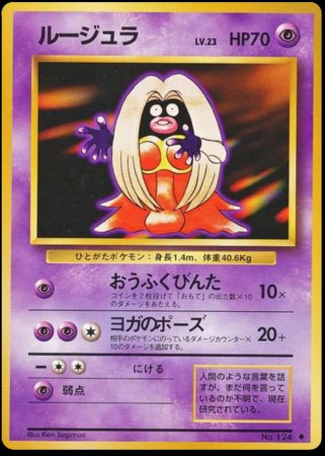 ルージュラ LV.23 HP70
ひとがたポケモン：身長1.4m、体重40.6Kg
おうふくびんた 10×
コインを2枚投げて「おもて」の出た数×10
のダメージをあたえる。
ヨガのポーズ 20+
相手のポケモンにのっているダメージカウンター×
10のダメージを追加する。
にげる
弱点
人間のような言葉を話
すが、まだ何を言って
いるのか不明で、現在
研究されている。
Illus. Ken Sugimori
No. 124